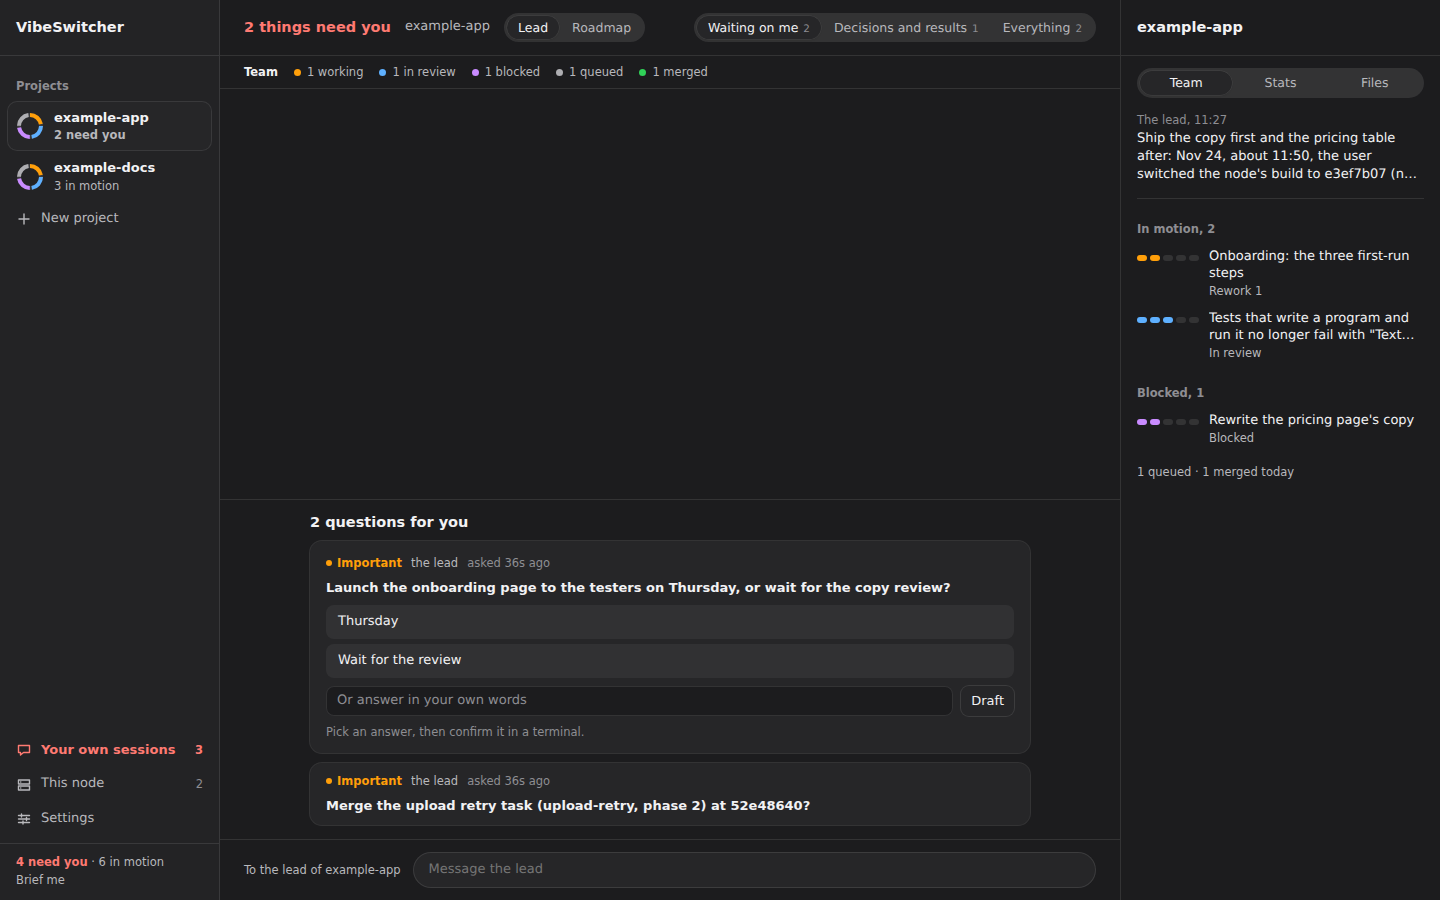 VibeSwitcher
Projects
example-app
2 need you
example-docs
3 in motion
New project
Your own sessions 3
This node 2
Settings
4 need you · 6 in motion
Brief me
2 things need you example-app Lead Roadmap Waiting on me 2 Decisions and results 1 Everything 2
Team 1 working 1 in review 1 blocked 1 queued 1 merged
2 questions for you
Important the lead asked 36s ago
Launch the onboarding page to the testers on Thursday, or wait for the copy review?
Thursday
Wait for the review
Or answer in your own words Draft
Pick an answer, then confirm it in a terminal.
Important the lead asked 36s ago
Merge the upload retry task (upload-retry, phase 2) at 52e48640?
To the lead of example-app Message the lead
example-app
Team Stats Files
The lead, 11:27
Ship the copy first and the pricing table
after: Nov 24, about 11:50, the user
switched the node's build to e3ef7b07 (n…
In motion, 2
Onboarding: the three first-run
steps
Rework 1
Tests that write a program and
run it no longer fail with "Text…
In review
Blocked, 1
Rewrite the pricing page's copy
Blocked
1 queued · 1 merged today